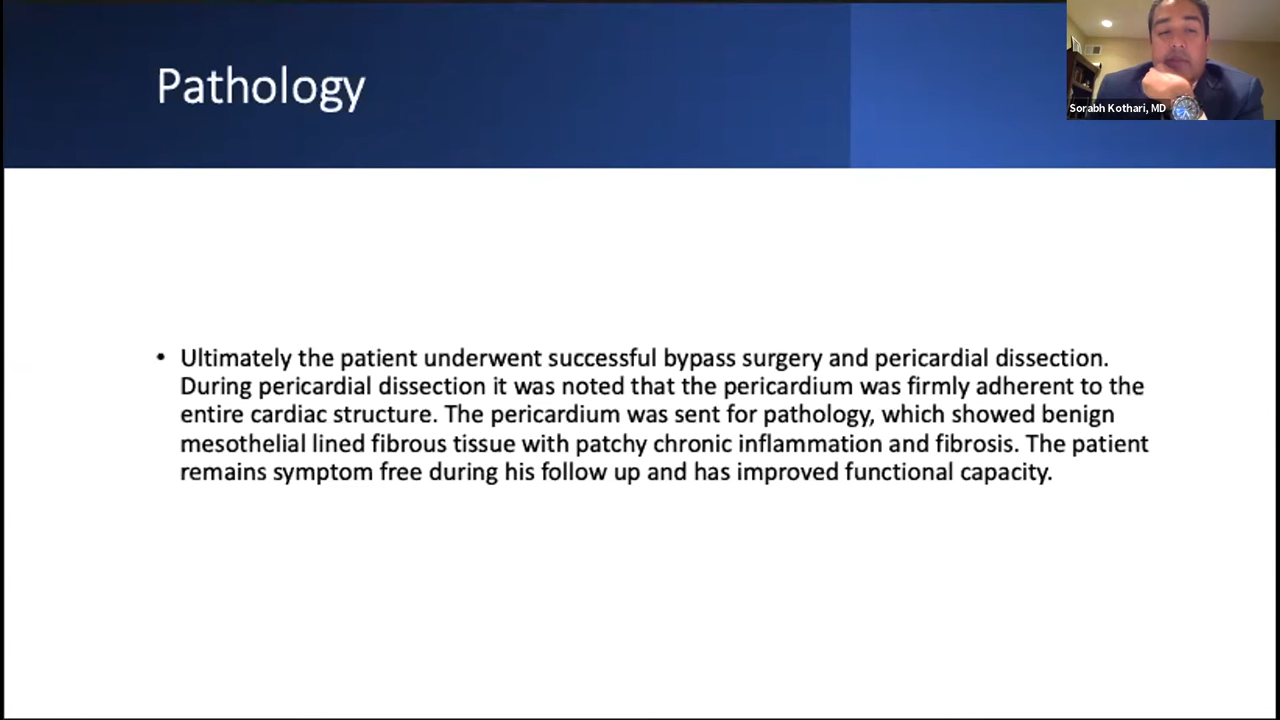 Pathology
Sorabh Kothari, MD
• Ultimately the patient underwent successful bypass surgery and pericardial dissection.
During pericardial dissection it was noted that the pericardium was firmly adherent to the
entire cardiac structure. The pericardium was sent for pathology, which showed benign
mesothelial lined fibrous tissue with patchy chronic inflammation and fibrosis. The patient
remains symptom free during his follow up and has improved functional capacity.